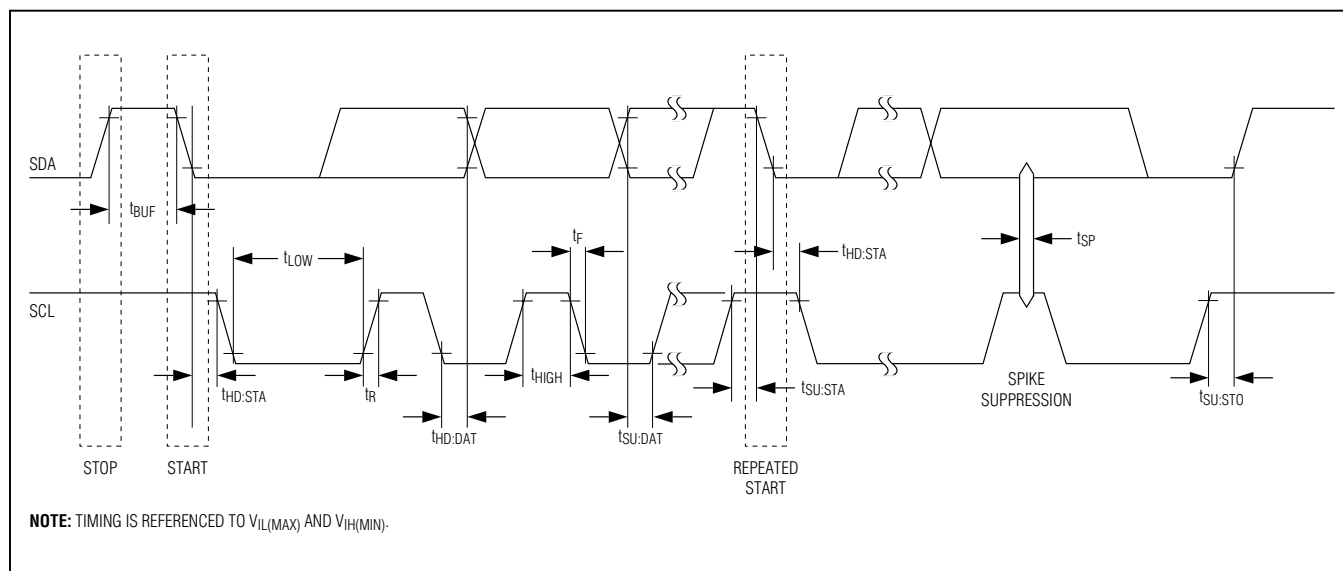 SDA
tBUF
tLOW
tF
tHD:STA
tSP
SCL
tHD:STA
tR
tHIGH
tSU:STA
SPIKE
SUPPRESSION
tSU:STO
tHD:DAT
tSU:DAT
STOP
START
REPEATED
START
NOTE: TIMING IS REFERENCED TO VIL(MAX) AND VIH(MIN).